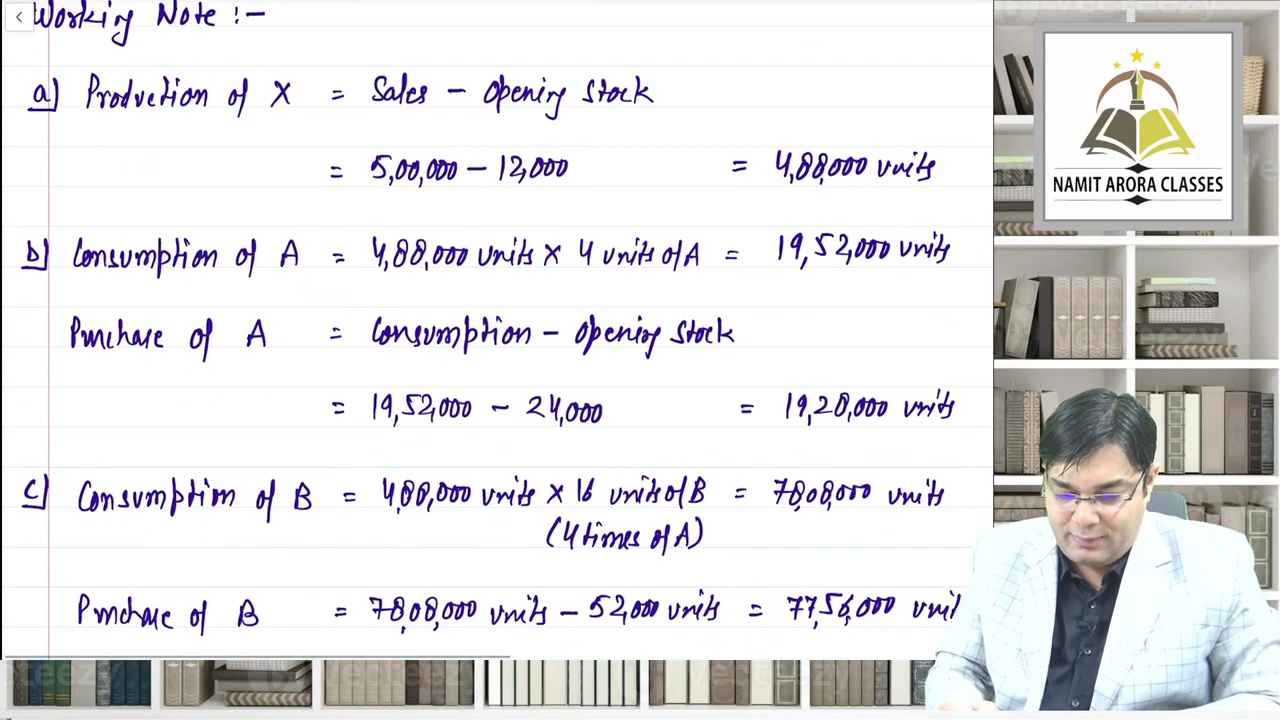 Working Note :-
a) Production of X = Sales - Opening Stock
= 5,00,000 - 12,000 = 4,88,000 units
b) Consumption of A = 4,88,000 units × 4 units of A = 19,52,000 units
Purchase of A = Consumption - Opening Stock
= 19,52,000 - 24,000 = 19,28,000 units
c) Consumption of B = 4,88,000 units × 16 units of B = 78,08,000 units
(4 times of A)
Purchase of B = 78,08,000 units - 52,000 units = 77,56,000 unit
NAMIT ARORA CLASSES